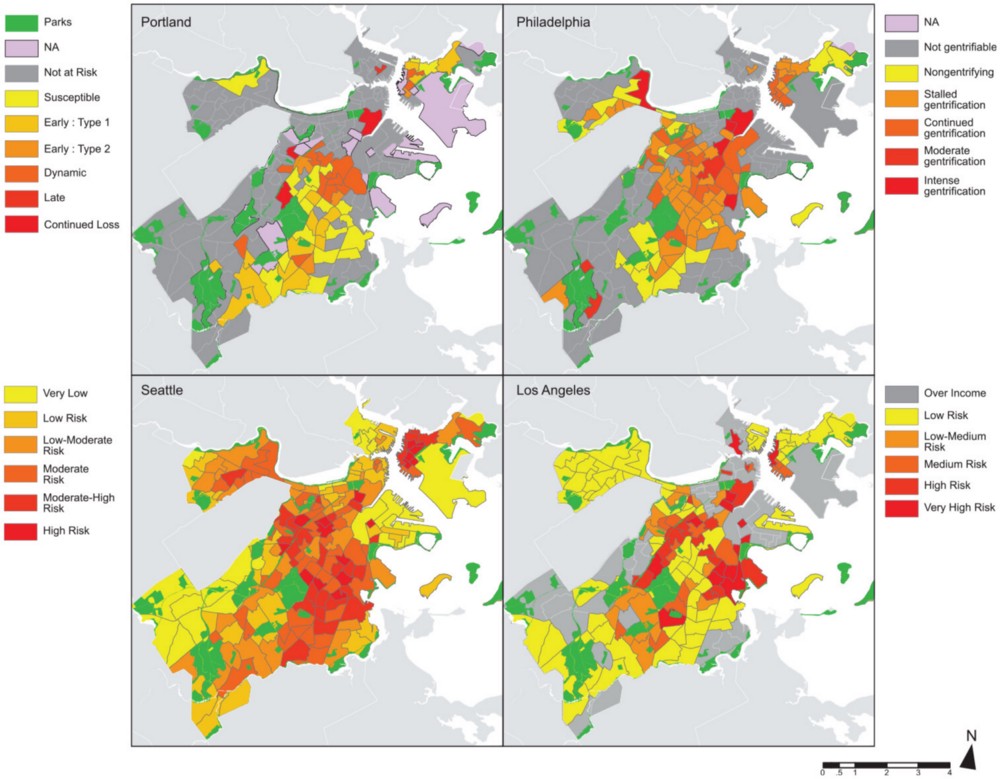 Parks
NA
Not at Risk
Susceptible
Early : Type 1
Early : Type 2
Dynamic
Late
Continued Loss
Portland
Philadelphia
NA
Not gentrifiable
Nongentrifying
Stalled
gentrification
Continued
gentrification
Moderate
gentrification
Intense
gentrification
Very Low
Low Risk
Low-Moderate
Risk
Moderate
Risk
Moderate-High
Risk
High Risk
Seattle
Los Angeles
Over Income
Low Risk
Low-Medium
Risk
Medium Risk
High Risk
Very High Risk
N
0 .5 1 2 3 4